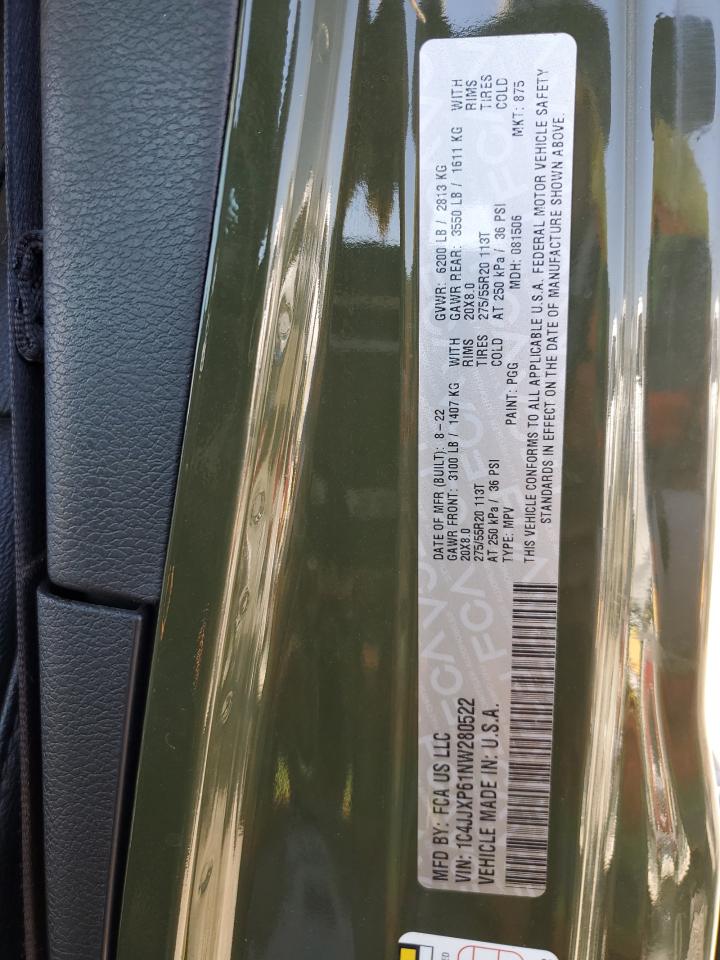 MFD BY: FCA US LLC
VIN: 1C4JJXP61NW280522
VEHICLE MADE IN: U.S.A.
DATE OF MFR (BUILT): 8-22 GVWR: 6200 LB / 2813 KG
GAWR FRONT: 3100 LB / 1407 KG WITH GAWR REAR: 3550 LB / 1611 KG WITH
20X8.0 RIMS 20X8.0 RIMS
275/55R20 113T TIRES 275/55R20 113T TIRES
AT 250 kPa / 36 PSI COLD AT 250 kPa / 36 PSI COLD
TYPE: MPV PAINT: PGG MDH: 081506 MKT: 875
THIS VEHICLE CONFORMS TO ALL APPLICABLE U.S.A. FEDERAL MOTOR VEHICLE SAFETY
STANDARDS IN EFFECT ON THE DATE OF MANUFACTURE SHOWN ABOVE.